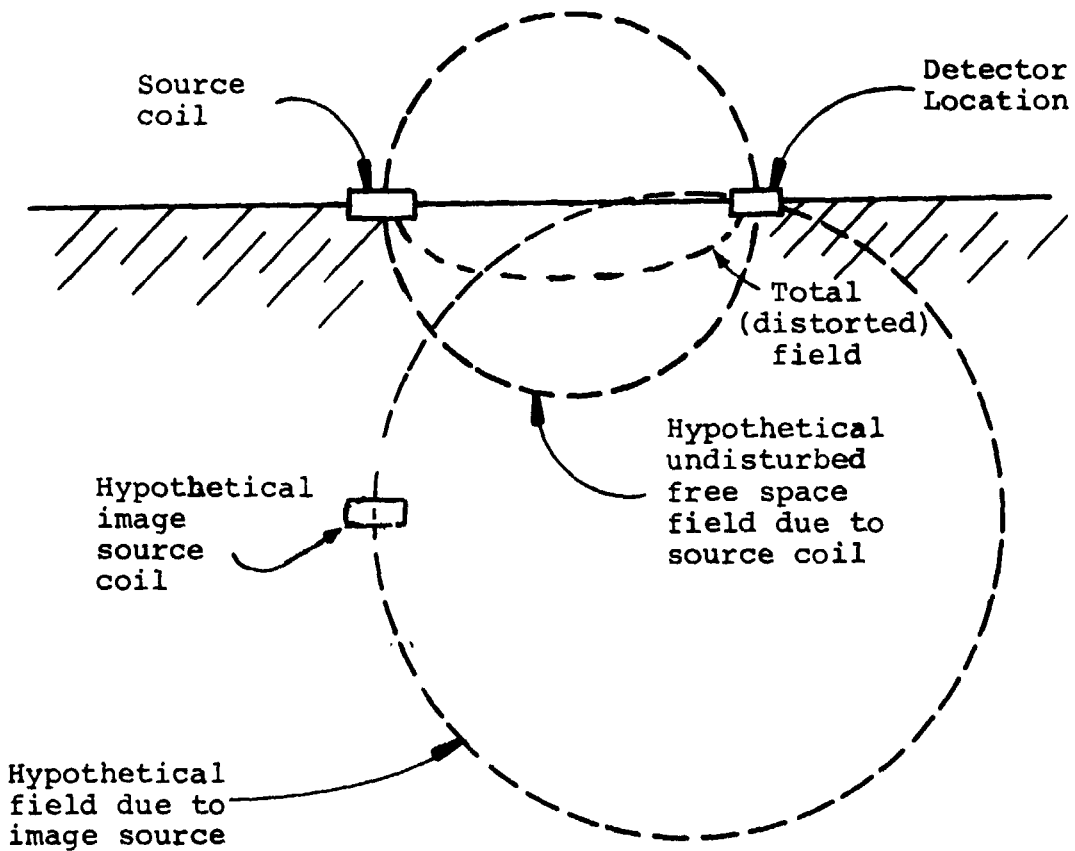 Source
coil
Detector
Location
Total
(distorted)
field
Hypothetical
undisturbed
free space
field due to
source coil
Hypothetical
image
source
coil
Hypothetical
field due to
image source